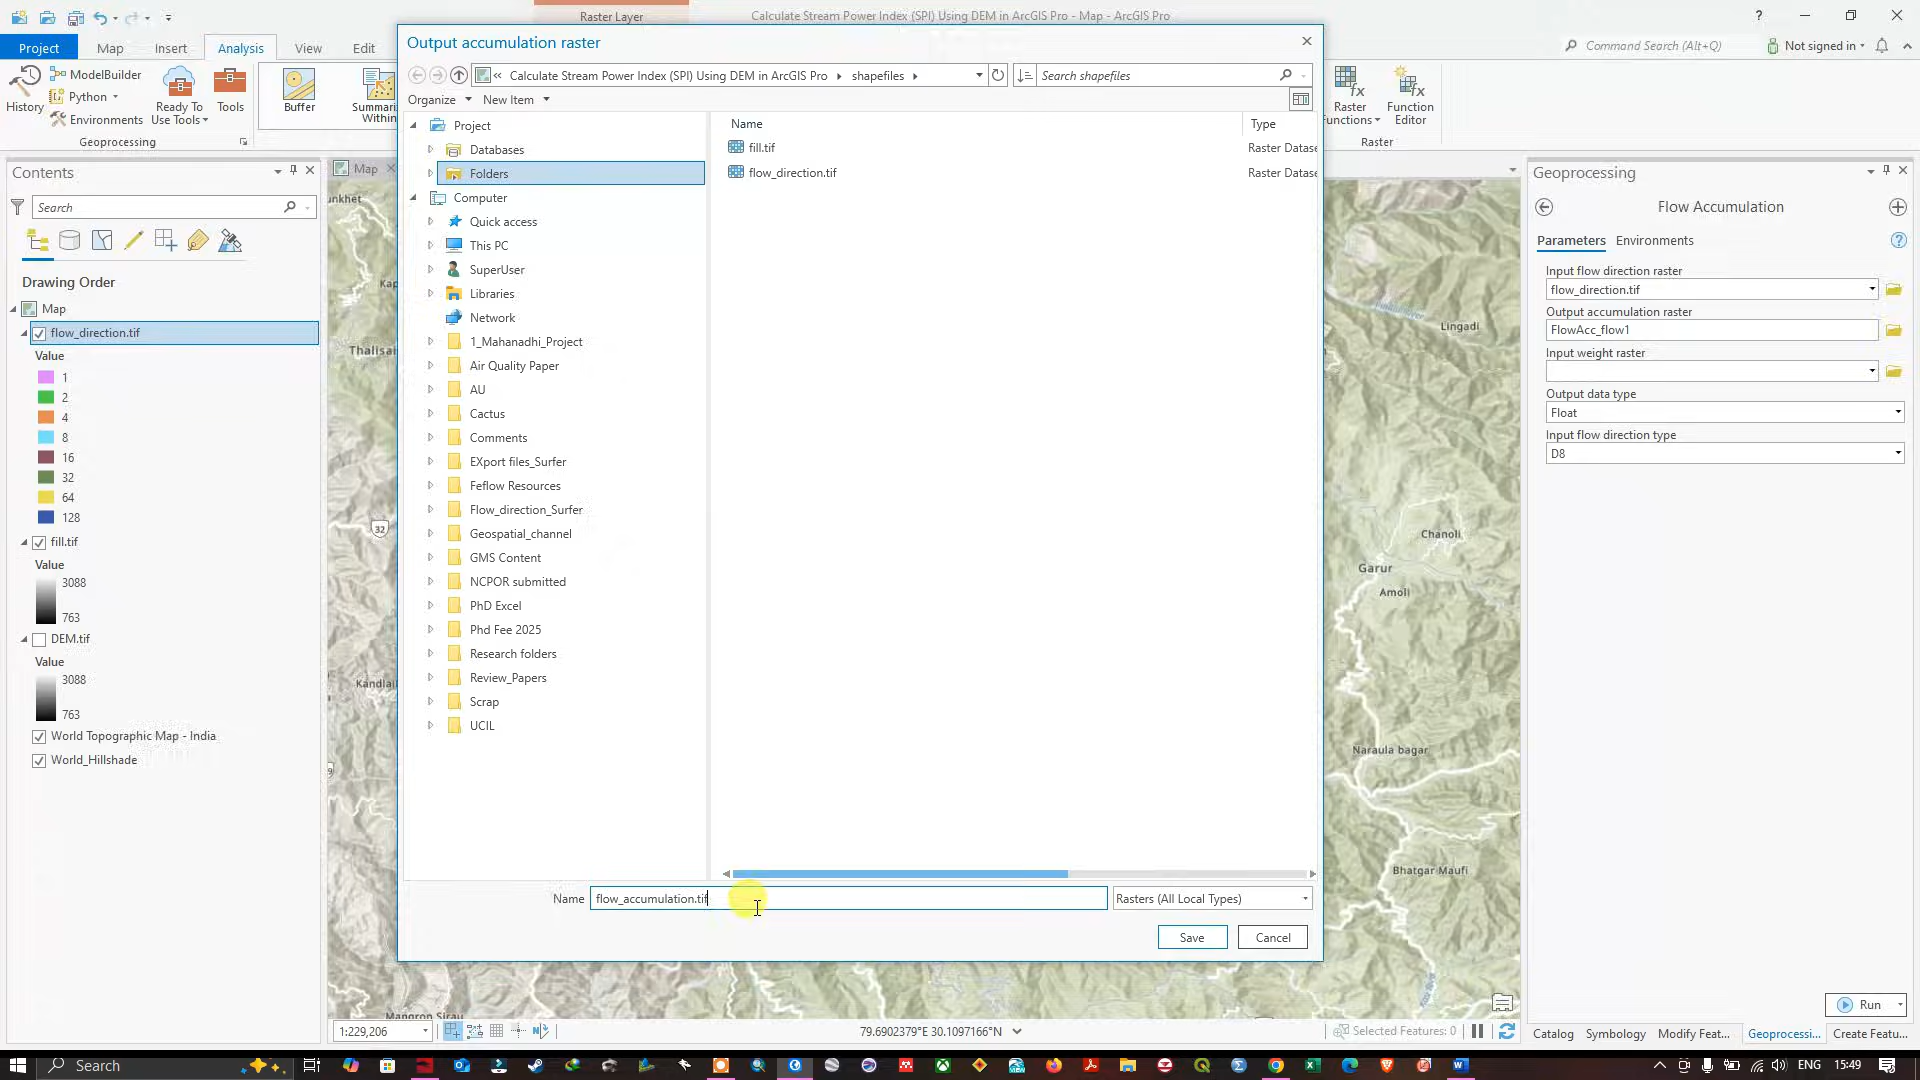 Raster Layer
Calculate Stream Power Index (SPI) Using DEM in ArcGIS Pro - Map - ArcGIS Pro
Project
Map
Insert
Analysis
View
Edit
Command Search (Alt+Q)
Not signed in
History
ModelBuilder
Python
Environments
Ready To
Use Tools
Tools
Buffer
Geoprocessing
Raster
Functions
Function
Editor
Raster
Output accumulation raster
Calculate Stream Power Index (SPI) Using DEM in ArcGIS Pro
shapefiles
Search shapefiles
Organize
New Item
Project
Databases
Folders
Computer
Quick access
This PC
SuperUser
Libraries
Network
1_Mahanadhi_Project
Air Quality Paper
AU
Cactus
Comments
EXport files_Surfer
Feflow Resources
Flow_direction_Surfer
Geospatial_channel
GMS Content
NCPOR submitted
PhD Excel
Phd Fee 2025
Research folders
Review_Papers
Scrap
UCIL
Name
Type
fill.tif
Raster Datase
flow_direction.tif
Raster Datase
Name
flow_accumulation.tif
Rasters (All Local Types)
Save
Cancel
Contents
Search
Drawing Order
Map
flow_direction.tif
Value
1
2
4
8
16
32
64
128
fill.tif
Value
3088
763
DEM.tif
Value
3088
763
World Topographic Map - India
World_Hillshade
Map
Thalisa
32
Kandlai
Mangron Sirau
Lingadi
Chanoli
Garur
Amoli
Naraula bagar
Bhatgar Maufi
Geoprocessing
Flow Accumulation
Parameters
Environments
Input flow direction raster
flow_direction.tif
Output accumulation raster
FlowAcc_flow1
Input weight raster
Output data type
Float
Input flow direction type
D8
Run
1:229,206
79.6902379°E 30.1097166°N
Selected Features: 0
Catalog
Symbology
Modify Feat...
Geoprocessi...
Create Featu...
Search
ENG
15:49